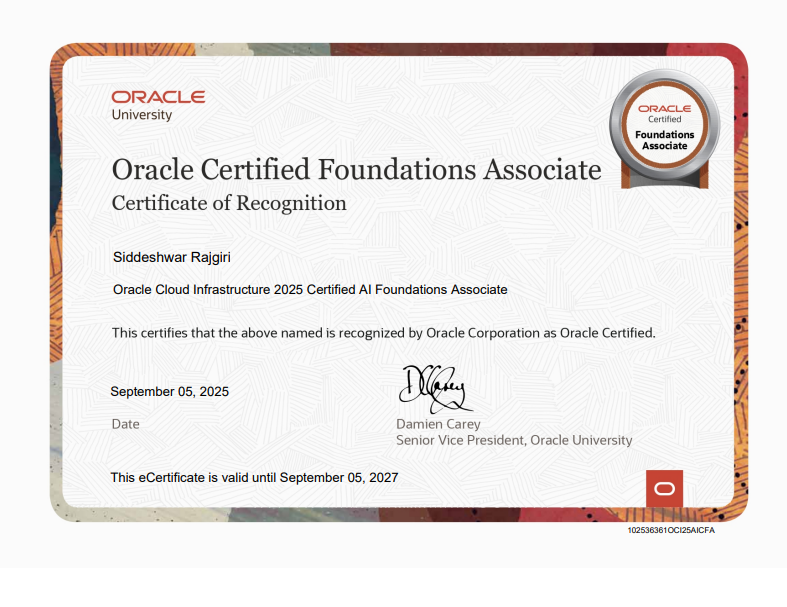 ORACLE
University
ORACLE
Certified
Foundations
Associate
Oracle Certified Foundations Associate
Certificate of Recognition
Siddeshwar Rajgiri
Oracle Cloud Infrastructure 2025 Certified AI Foundations Associate
This certifies that the above named is recognized by Oracle Corporation as Oracle Certified.
September 05, 2025
Date
DCarey
Damien Carey
Senior Vice President, Oracle University
This eCertificate is valid until September 05, 2027
102536361OCI25AICFA